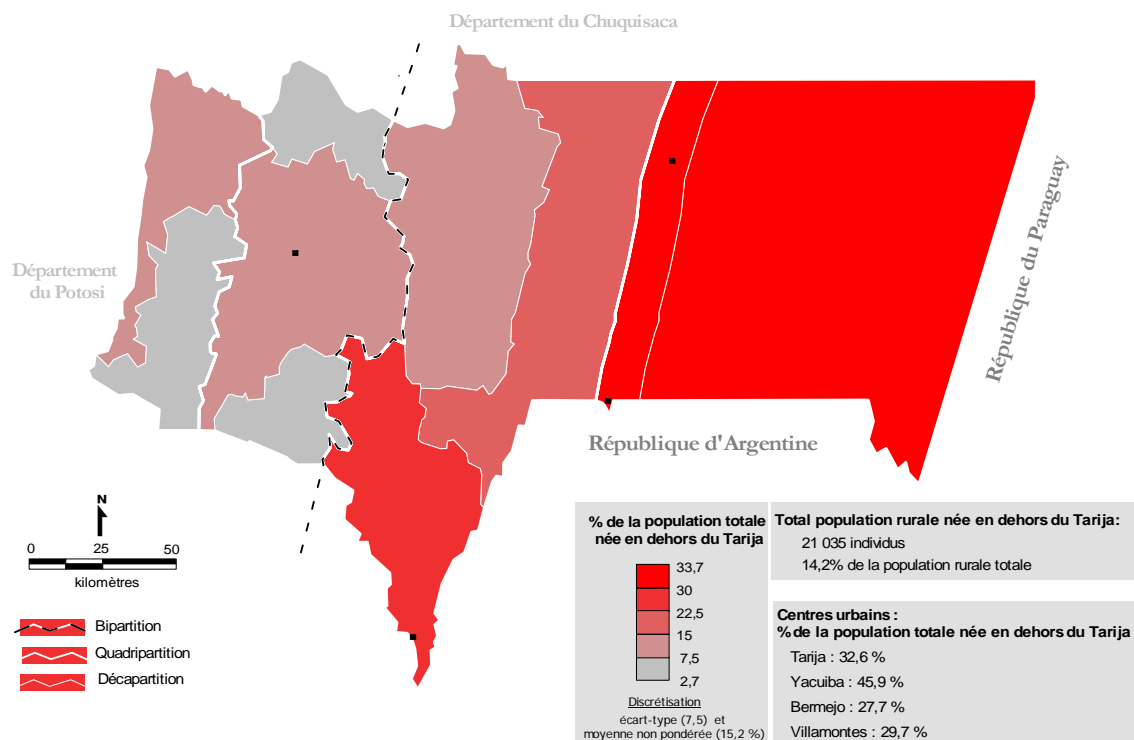 Département du Chuquisaca
Département
du Potosi
République du Paraguay
République d'Argentine
N
0 25 50
kilomètres
Bipartition
Quadripartition
Décapartition
% de la population totale
née en dehors du Tarija
33,7
30
22,5
15
7,5
2,7
Discrétisation
écart-type (7,5) et
moyenne non pondérée (15,2 %)
Total population rurale née en dehors du Tarija:
21 035 individus
14,2% de la population rurale totale
Centres urbains :
% de la population totale née en dehors du Tarija
Tarija : 32,6 %
Yacuiba : 45,9 %
Bermejo : 27,7 %
Villamontes : 29,7 %